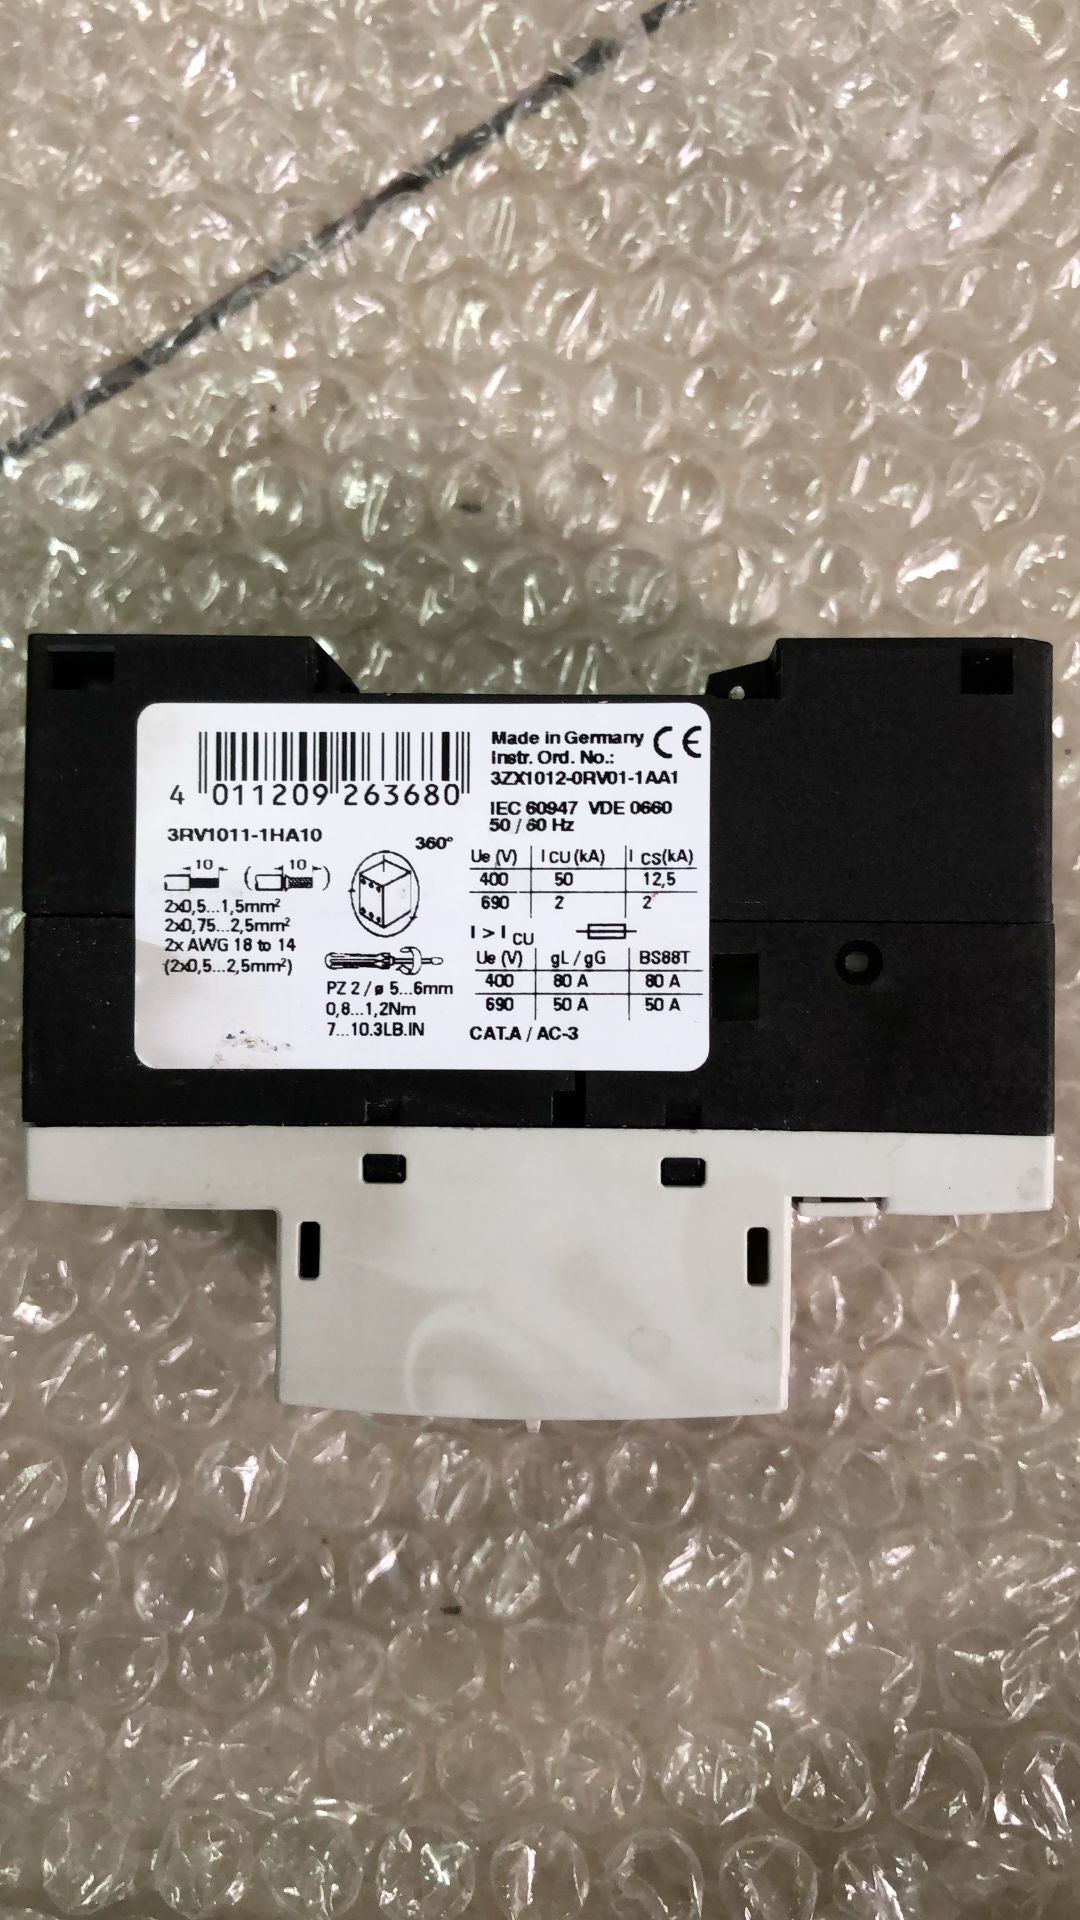 4 011209 263680
3RV1011-1HA10
10 ( 10 )
2x0,5...1,5mm²
2x0,75...2,5mm²
2x AWG 18 to 14
(2x0,5...2,5mm²)
360°
PZ 2 / ø 5...6mm
0,8...1,2Nm
7...10.3LB.IN
Made in Germany CE
Instr. Ord. No.:
3ZX1012-0RV01-1AA1
IEC 60947 VDE 0660
50 / 60 Hz
Ue (V) I CU (kA) I CS (kA)
400 50 12,5
690 2 2
I > I CU
Ue (V) gL / gG BS88T
400 80 A 80 A
690 50 A 50 A
CAT.A / AC-3